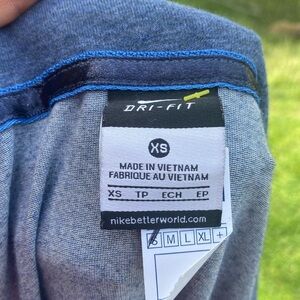 DRI-FIT
XS
MADE IN VIETNAM
FABRIQUE AU VIETNAM
XS TP ECH EP
nikebetterworld.com
S M L XL +